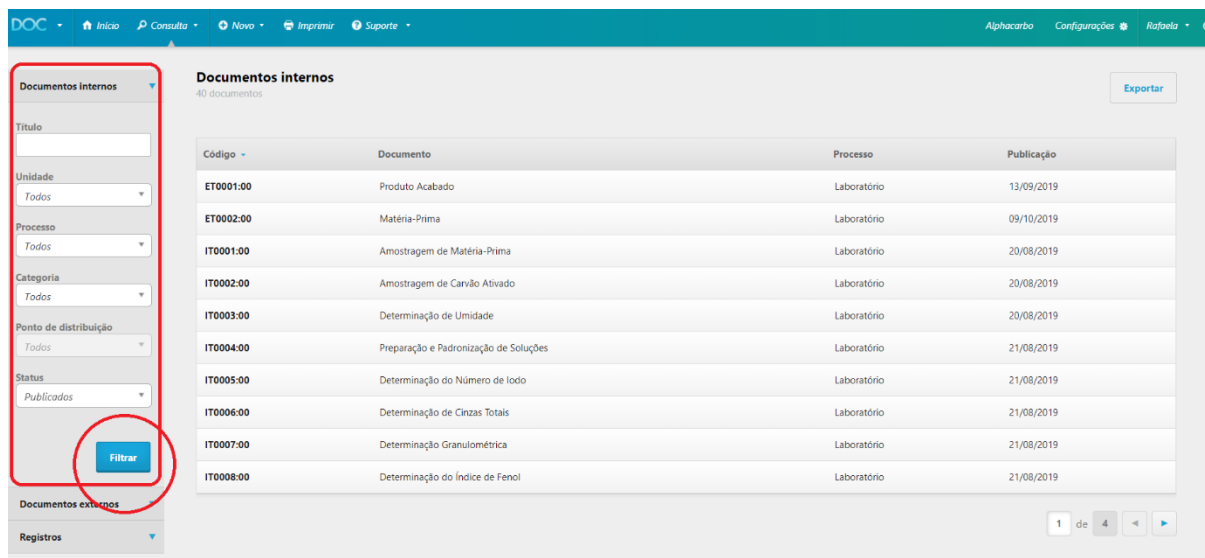 DOC Início Consulta Novo Imprimir Suporte Alphacarbo Configurações Rafaela
Documentos internos
Título
Unidade
Todos
Processo
Todos
Categoria
Todos
Ponto de distribuição
Todos
Status
Publicados
Filtrar
Documentos externos
Registros
Documentos internos
40 documentos
Exportar
Código Documento Processo Publicação
ET0001:00 Produto Acabado Laboratório 13/09/2019
ET0002:00 Matéria-Prima Laboratório 09/10/2019
IT0001:00 Amostragem de Matéria-Prima Laboratório 20/08/2019
IT0002:00 Amostragem de Carvão Ativado Laboratório 20/08/2019
IT0003:00 Determinação de Umidade Laboratório 20/08/2019
IT0004:00 Preparação e Padronização de Soluções Laboratório 21/08/2019
IT0005:00 Determinação do Número de Iodo Laboratório 21/08/2019
IT0006:00 Determinação de Cinzas Totais Laboratório 21/08/2019
IT0007:00 Determinação Granulométrica Laboratório 21/08/2019
IT0008:00 Determinação do Índice de Fenol Laboratório 21/08/2019
1 de 4